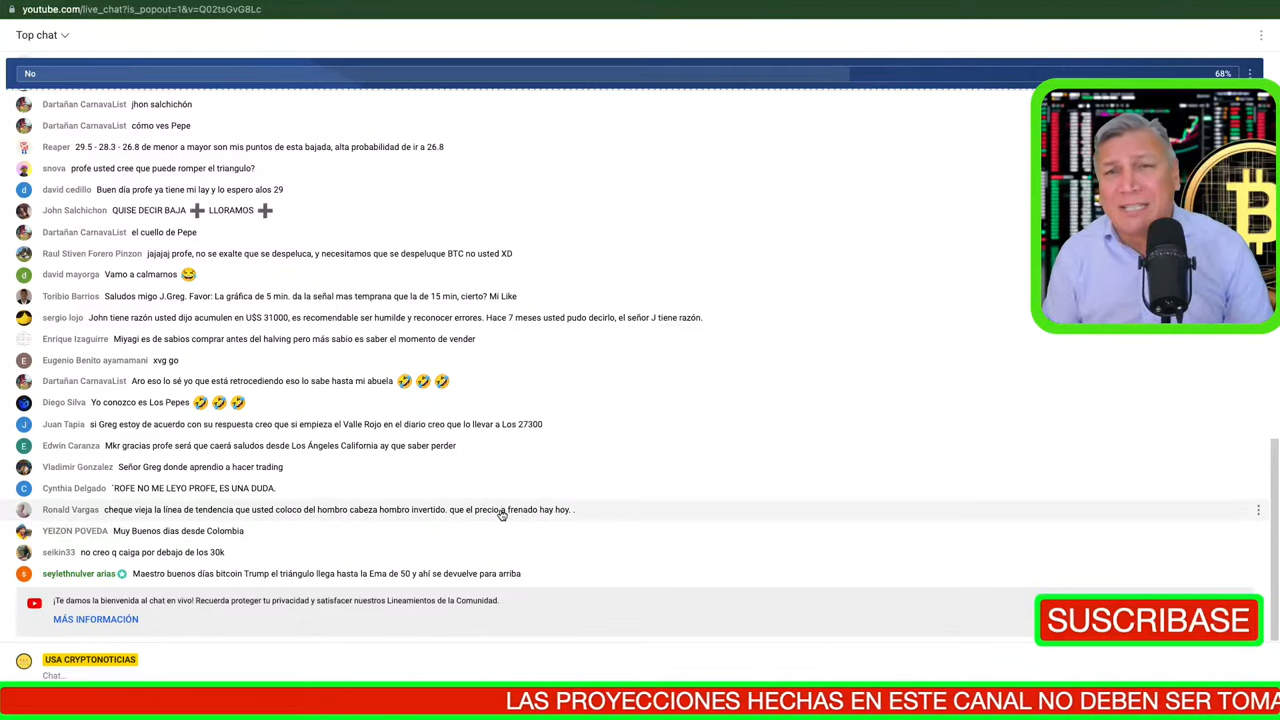 youtube.com/live_chat?is_popout=1&v=Q02tsGvG8Lc
Top chat
No 68%
Dartañan CarnavaList jhon salchichón
Dartañan CarnavaList cómo ves Pepe
Reaper 29.5 - 28.3 - 26.8 de menor a mayor son mis puntos de esta bajada, alta probabilidad de ir a 26.8
snova profe usted cree que puede romper el triangulo?
david cedillo Buen día profe ya tiene mi lay y lo espero alos 29
John Salchichon QUISE DECIR BAJA ➕ LLORAMOS ➕
Dartañan CarnavaList el cuello de Pepe
Raul Stiven Forero Pinzon jajajaj profe, no se exalte que se despeluca, y necesitamos que se despeluque BTC no usted XD
david mayorga Vamo a calmarnos 😂
Toribio Barrios Saludos migo J.Greg. Favor: La gráfica de 5 min. da la señal mas temprana que la de 15 min, cierto? Mi Like
sergio lojo John tiene razón usted dijo acumulen en U$S 31000, es recomendable ser humilde y reconocer errores. Hace 7 meses usted pudo decirlo, el señor J tiene razón.
Enrique Izaguirre Miyagi es de sabios comprar antes del halving pero más sabio es saber el momento de vender
Eugenio Benito ayamamani xvg go
Dartañan CarnavaList Aro eso lo sé yo que está retrocediendo eso lo sabe hasta mi abuela 🤣 🤣 🤣
Diego Silva Yo conozco es Los Pepes 🤣 🤣 🤣
Juan Tapia si Greg estoy de acuerdo con su respuesta creo que si empieza el Valle Rojo en el diario creo que lo llevar a Los 27300
Edwin Caranza Mkr gracias profe será que caerá saludos desde Los Ángeles California ay que saber perder
Vladimir Gonzalez Señor Greg donde aprendio a hacer trading
Cynthia Delgado ´ROFE NO ME LEYO PROFE, ES UNA DUDA.
Ronald Vargas cheque vieja la línea de tendencia que usted coloco del hombro cabeza hombro invertido. que el precio a frenado hay hoy. .
YEIZON POVEDA Muy Buenos dias desde Colombia
seikin33 no creo q caiga por debajo de los 30k
seylethnulver arias Maestro buenos días bitcoin Trump el triángulo llega hasta la Ema de 50 y ahí se devuelve para arriba
¡Te damos la bienvenida al chat en vivo! Recuerda proteger tu privacidad y satisfacer nuestros Lineamientos de la Comunidad.
MÁS INFORMACIÓN
SUSCRIBASE
USA CRYPTONOTICIAS
Chat...
LAS PROYECCIONES HECHAS EN ESTE CANAL NO DEBEN SER TOMA